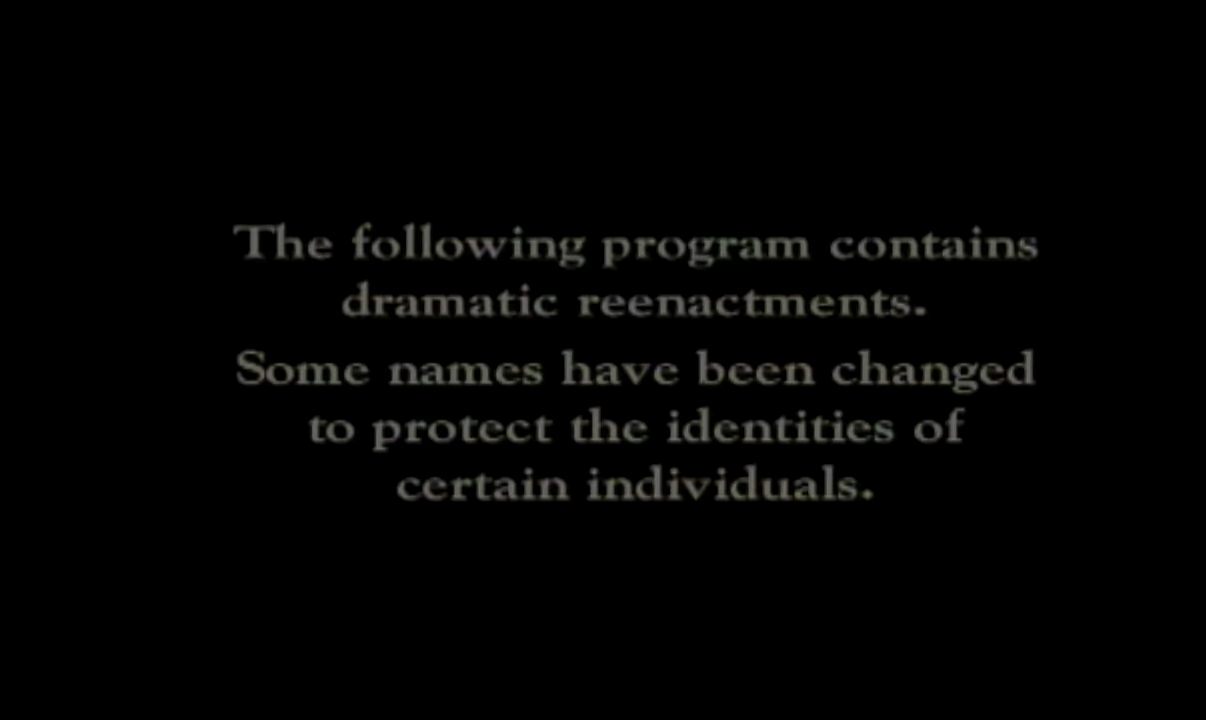 The following program contains
dramatic reenactments.
Some names have been changed
to protect the identities of
certain individuals.